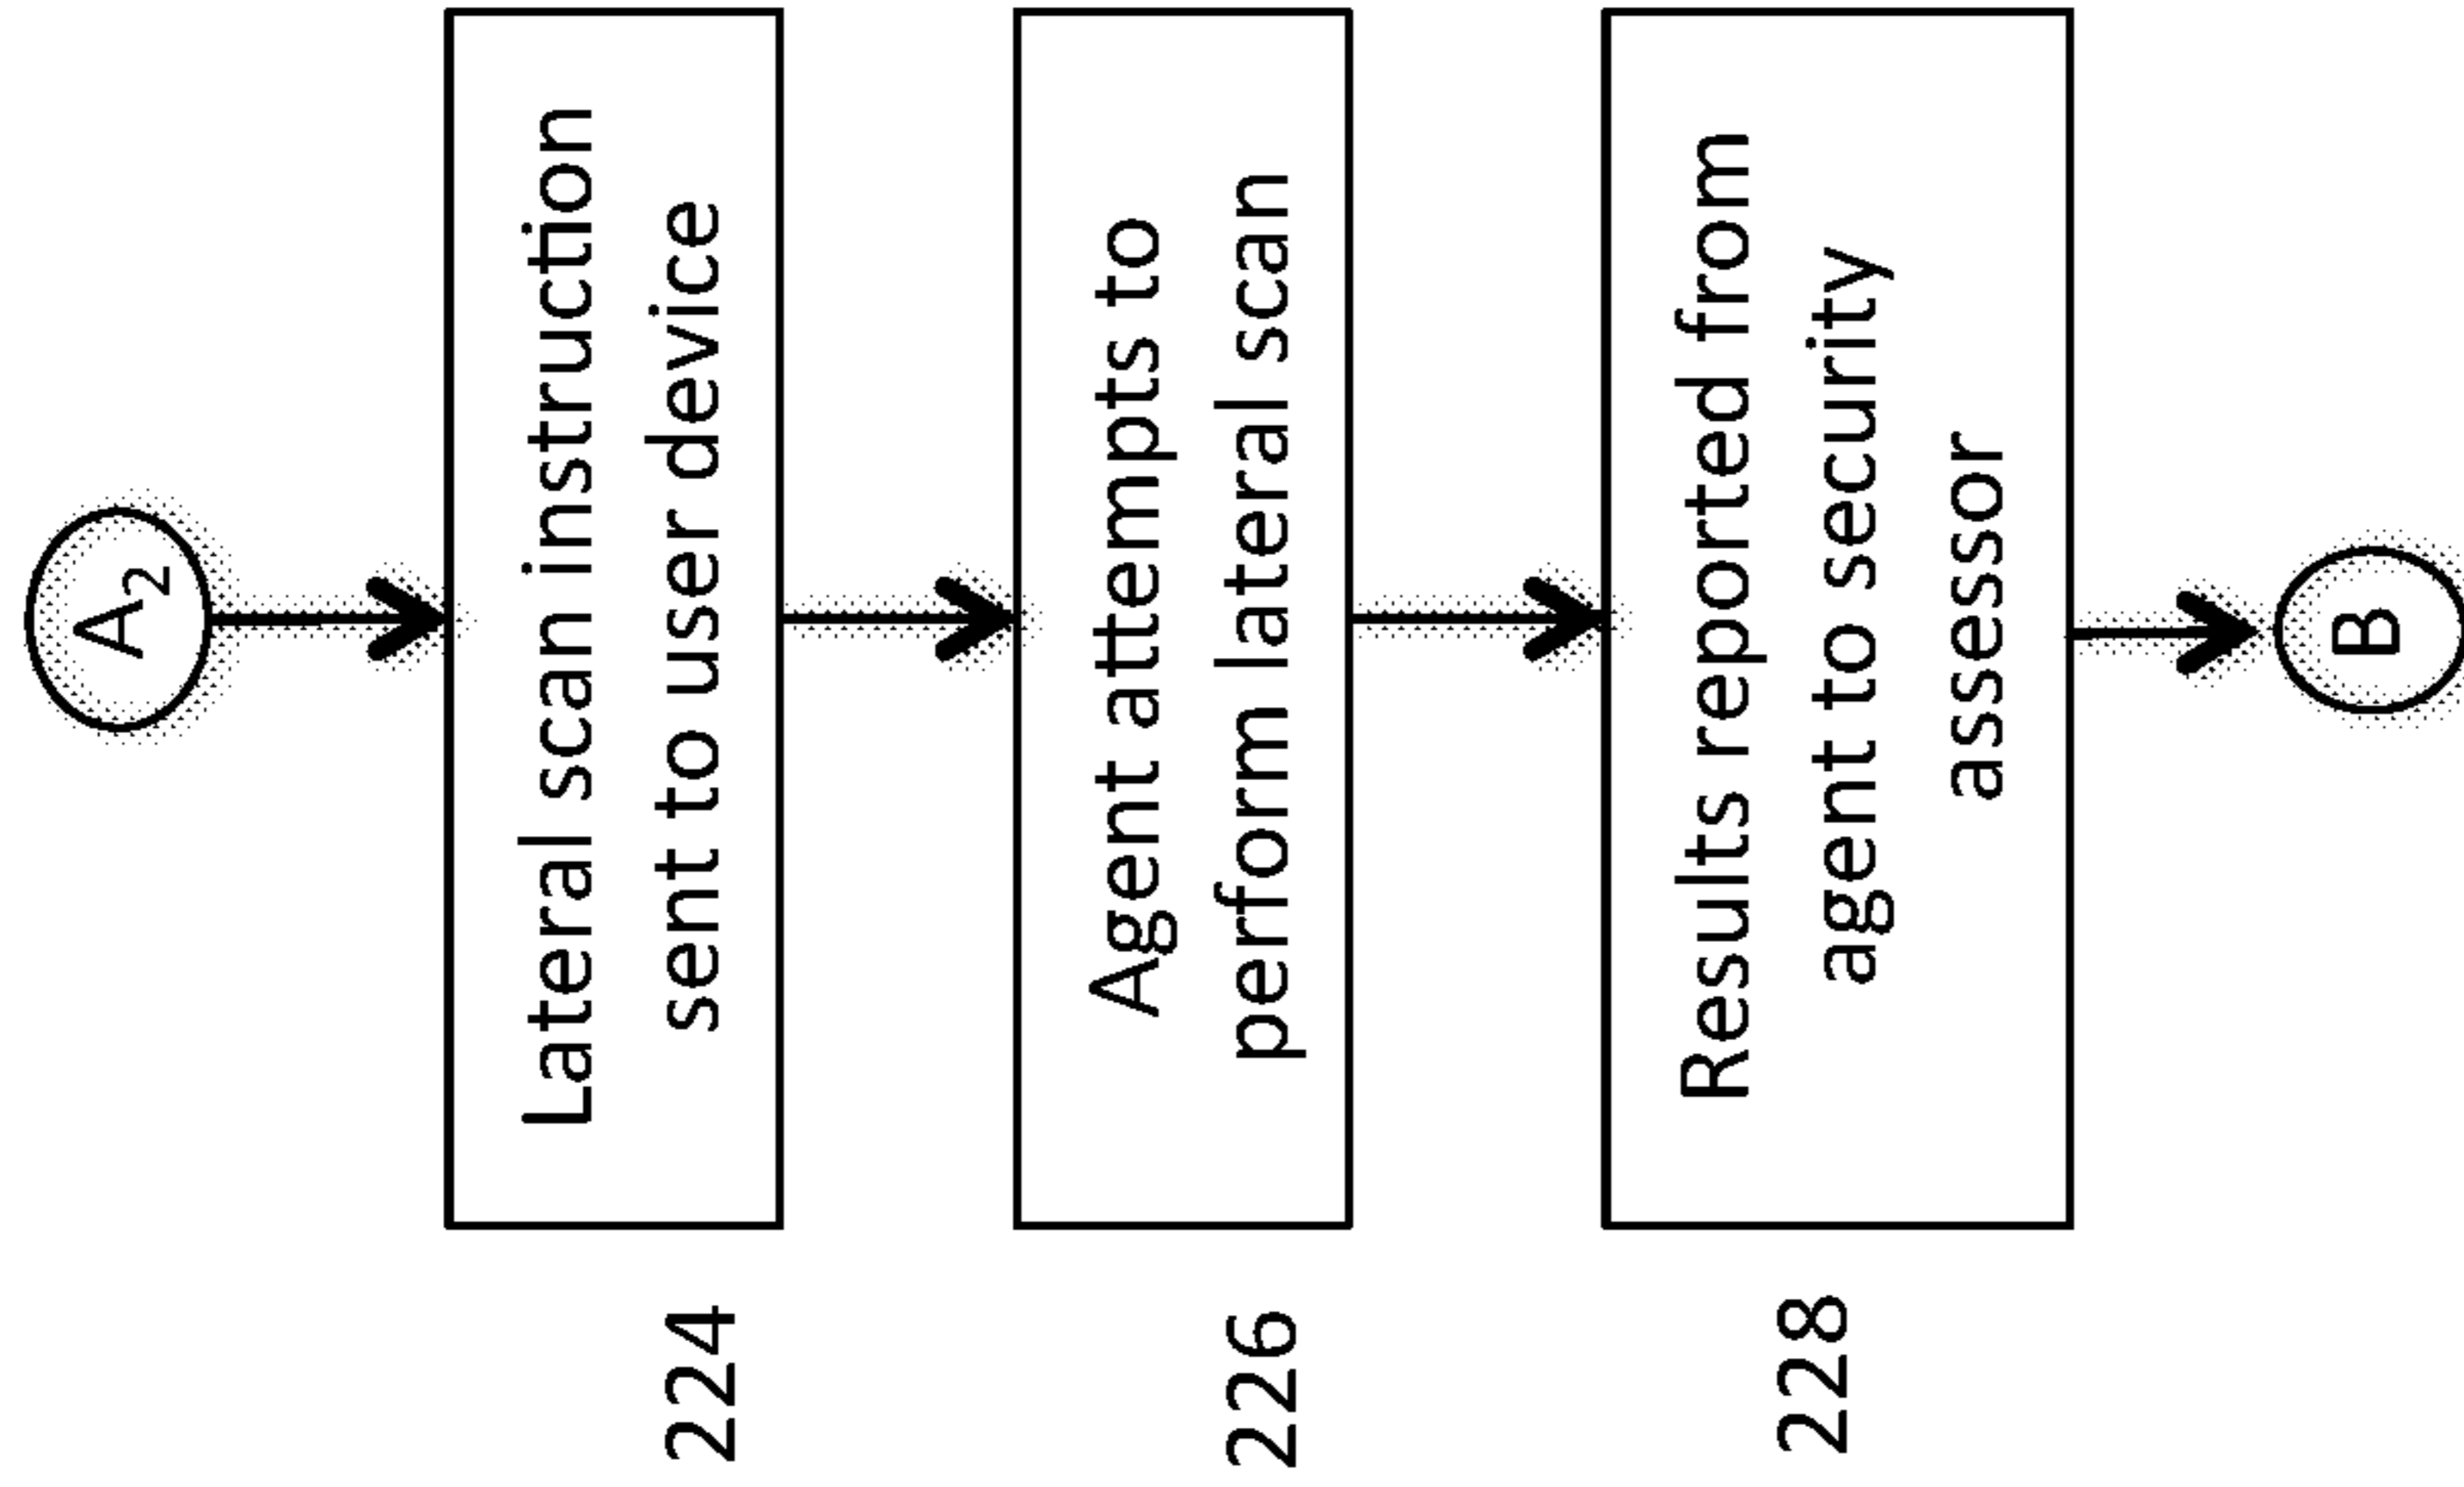 A2
224
Lateral scan instruction
sent to user device
226
Agent attempts to
perform lateral scan
228
Results reported from
agent to security
assessor
B